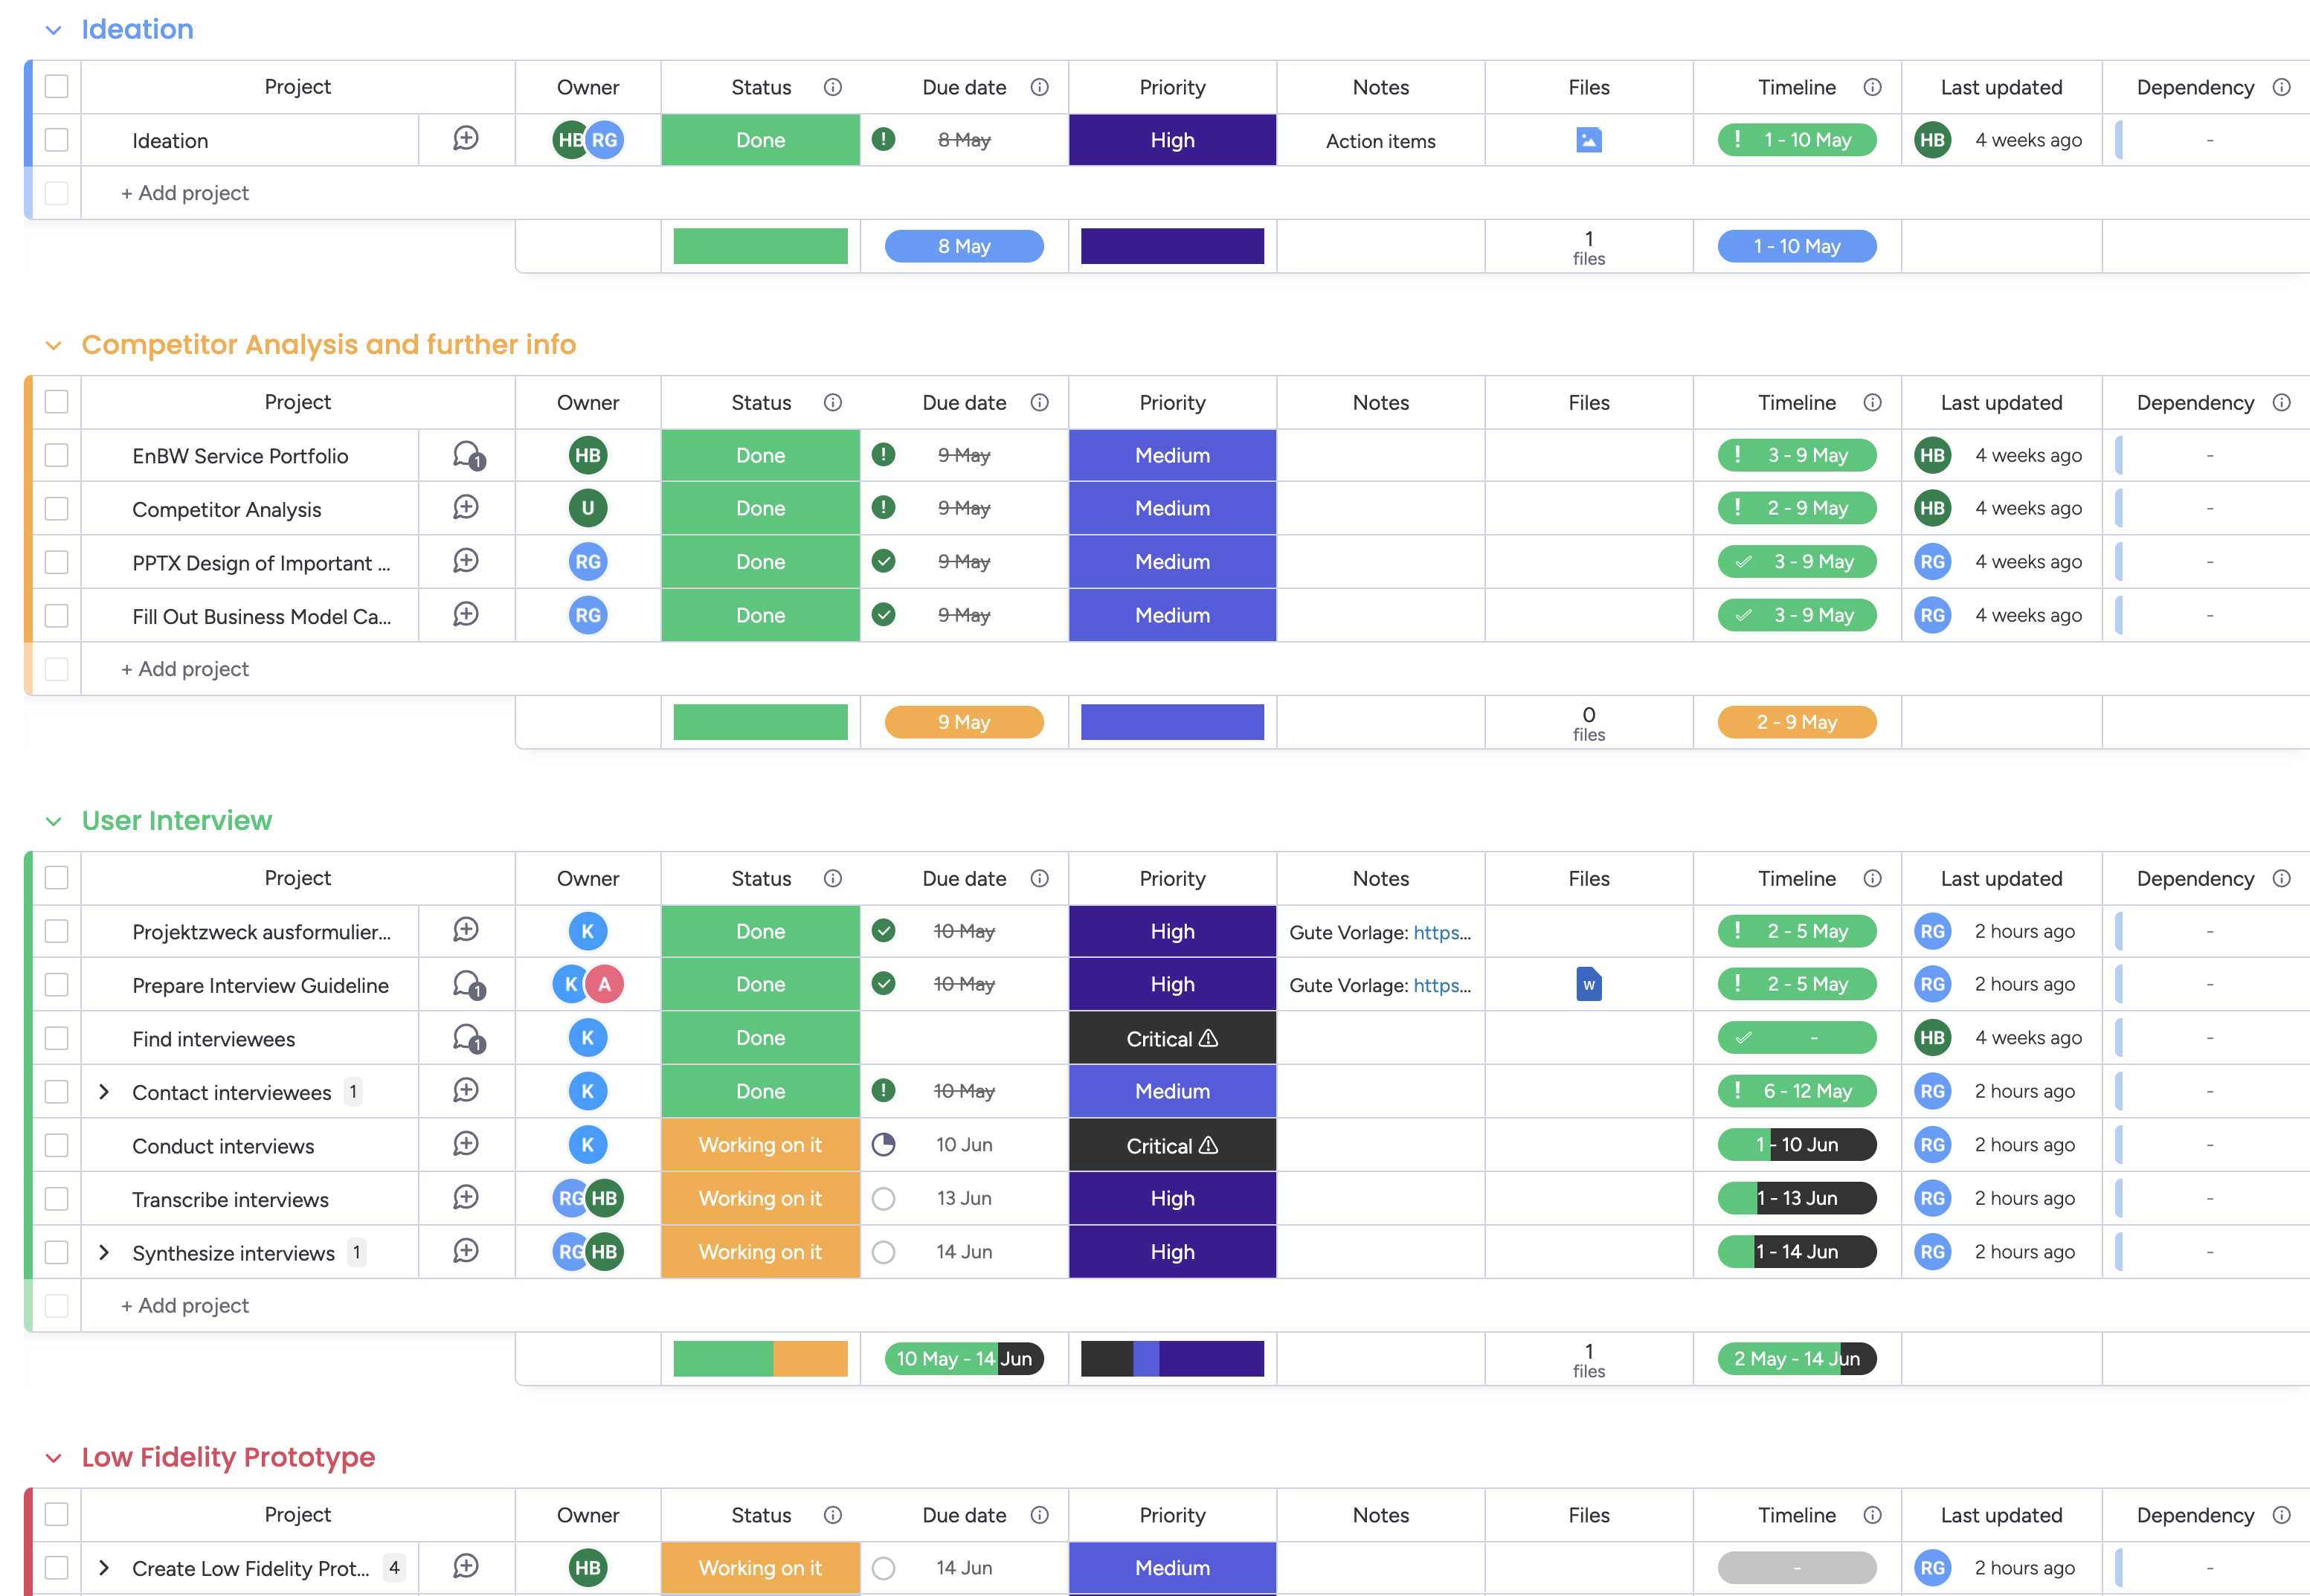 Ideation
Project Owner Status Due date Priority Notes Files Timeline Last updated Dependency
Ideation HB RG Done 8 May High Action items 1 - 10 May HB 4 weeks ago -
+ Add project
8 May 1 files 1 - 10 May
Competitor Analysis and further info
Project Owner Status Due date Priority Notes Files Timeline Last updated Dependency
EnBW Service Portfolio 1 HB Done 9 May Medium 3 - 9 May HB 4 weeks ago -
Competitor Analysis U Done 9 May Medium 2 - 9 May HB 4 weeks ago -
PPTX Design of Important ... RG Done 9 May Medium 3 - 9 May RG 4 weeks ago -
Fill Out Business Model Ca... RG Done 9 May Medium 3 - 9 May RG 4 weeks ago -
+ Add project
9 May 0 files 2 - 9 May
User Interview
Project Owner Status Due date Priority Notes Files Timeline Last updated Dependency
Projektzweck ausformulier... K Done 10 May High Gute Vorlage: https... 2 - 5 May RG 2 hours ago -
Prepare Interview Guideline 1 K A Done 10 May High Gute Vorlage: https... W 2 - 5 May RG 2 hours ago -
Find interviewees 1 K Done Critical - HB 4 weeks ago -
Contact interviewees 1 K Done 10 May Medium 6 - 12 May RG 2 hours ago -
Conduct interviews K Working on it 10 Jun Critical 1 - 10 Jun RG 2 hours ago -
Transcribe interviews RG HB Working on it 13 Jun High 1 - 13 Jun RG 2 hours ago -
Synthesize interviews 1 RG HB Working on it 14 Jun High 1 - 14 Jun RG 2 hours ago -
+ Add project
10 May - 14 Jun 1 files 2 May - 14 Jun
Low Fidelity Prototype
Project Owner Status Due date Priority Notes Files Timeline Last updated Dependency
Create Low Fidelity Prot... 4 HB Working on it 14 Jun Medium - RG 2 hours ago -